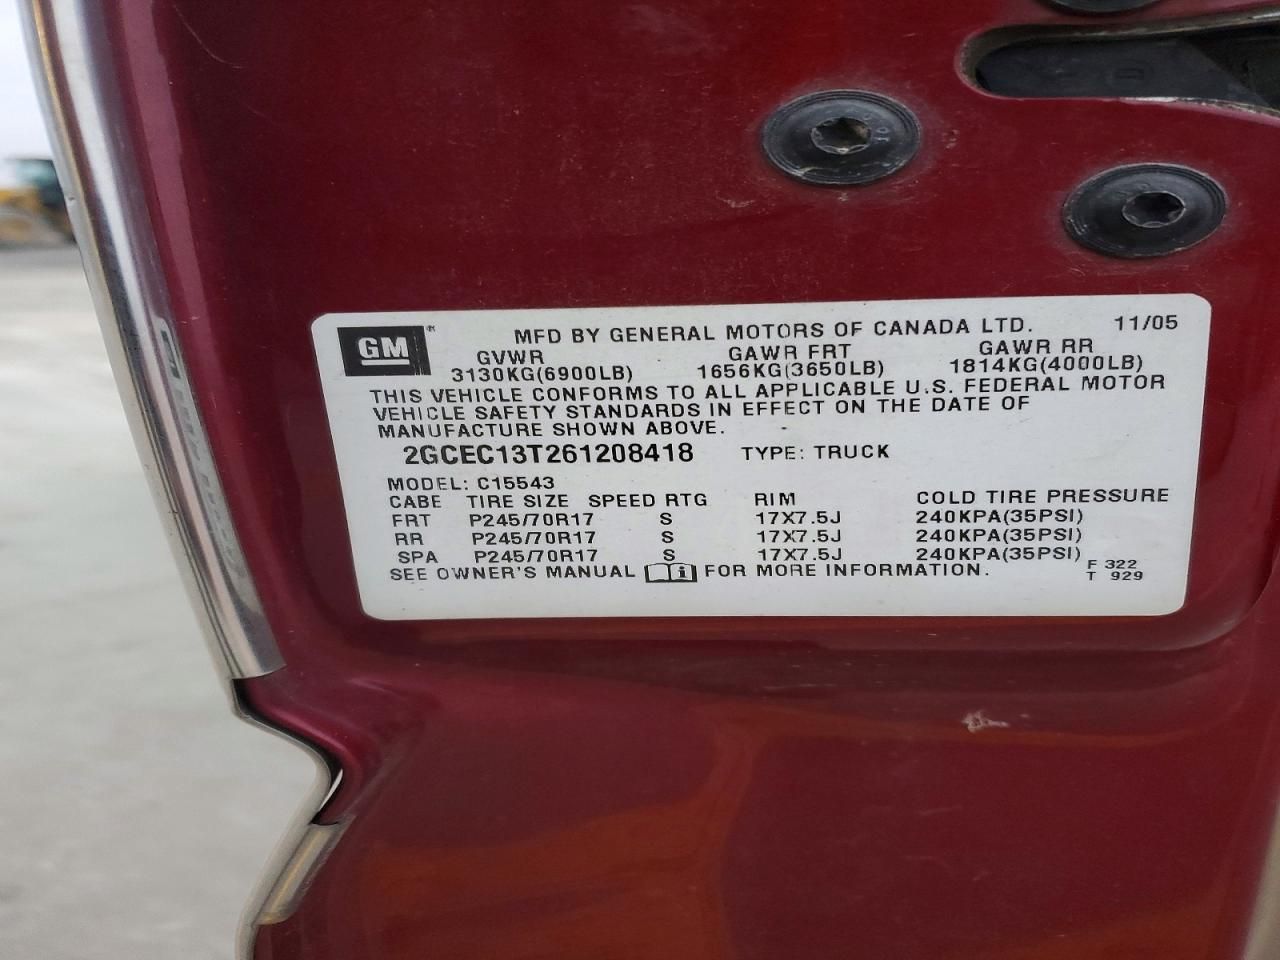 GM
MFD BY GENERAL MOTORS OF CANADA LTD. 11/05
GVWR GAWR FRT GAWR RR
3130KG(6900LB) 1656KG(3650LB) 1814KG(4000LB)
THIS VEHICLE CONFORMS TO ALL APPLICABLE U.S. FEDERAL MOTOR
VEHICLE SAFETY STANDARDS IN EFFECT ON THE DATE OF
MANUFACTURE SHOWN ABOVE.
2GCEC13T261208418 TYPE: TRUCK
MODEL: C15543
CABE TIRE SIZE SPEED RTG RIM COLD TIRE PRESSURE
FRT P245/70R17 S 17X7.5J 240KPA(35PSI)
RR P245/70R17 S 17X7.5J 240KPA(35PSI)
SPA P245/70R17 S 17X7.5J 240KPA(35PSI)
SEE OWNER'S MANUAL FOR MORE INFORMATION. F 322
T 929